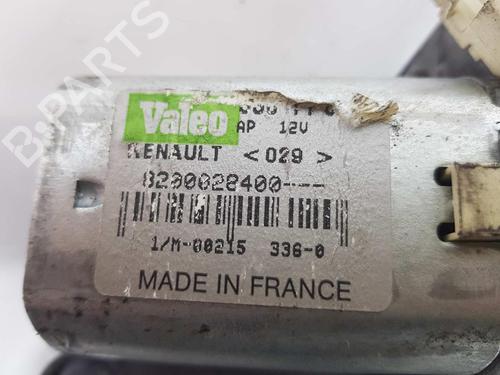 Valeo
AP 12V
RENAULT <029>
8200028400---
1/M-00215 336-0
MADE IN FRANCE
B-PARTS